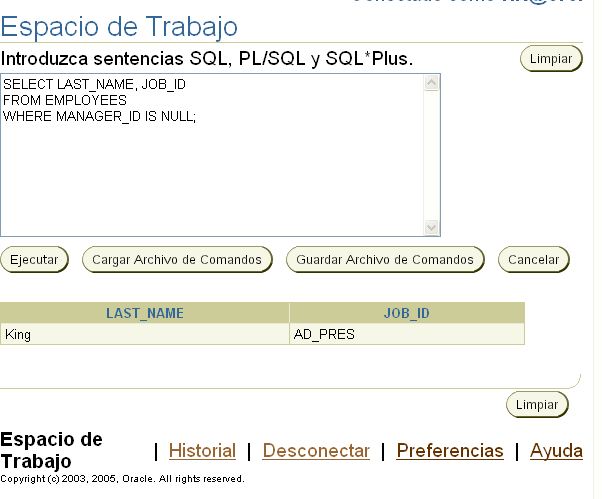 Espacio de Trabajo
Introduzca sentencias SQL, PL/SQL y SQL*Plus.
Limpiar
SELECT LAST_NAME, JOB_ID
FROM EMPLOYEES
WHERE MANAGER_ID IS NULL;
Ejecutar
Cargar Archivo de Comandos
Guardar Archivo de Comandos
Cancelar
LAST_NAME JOB_ID
King AD_PRES
Limpiar
Espacio de
Trabajo
| Historial | Desconectar | Preferencias | Ayuda
Copyright (c) 2003, 2005, Oracle. All rights reserved.